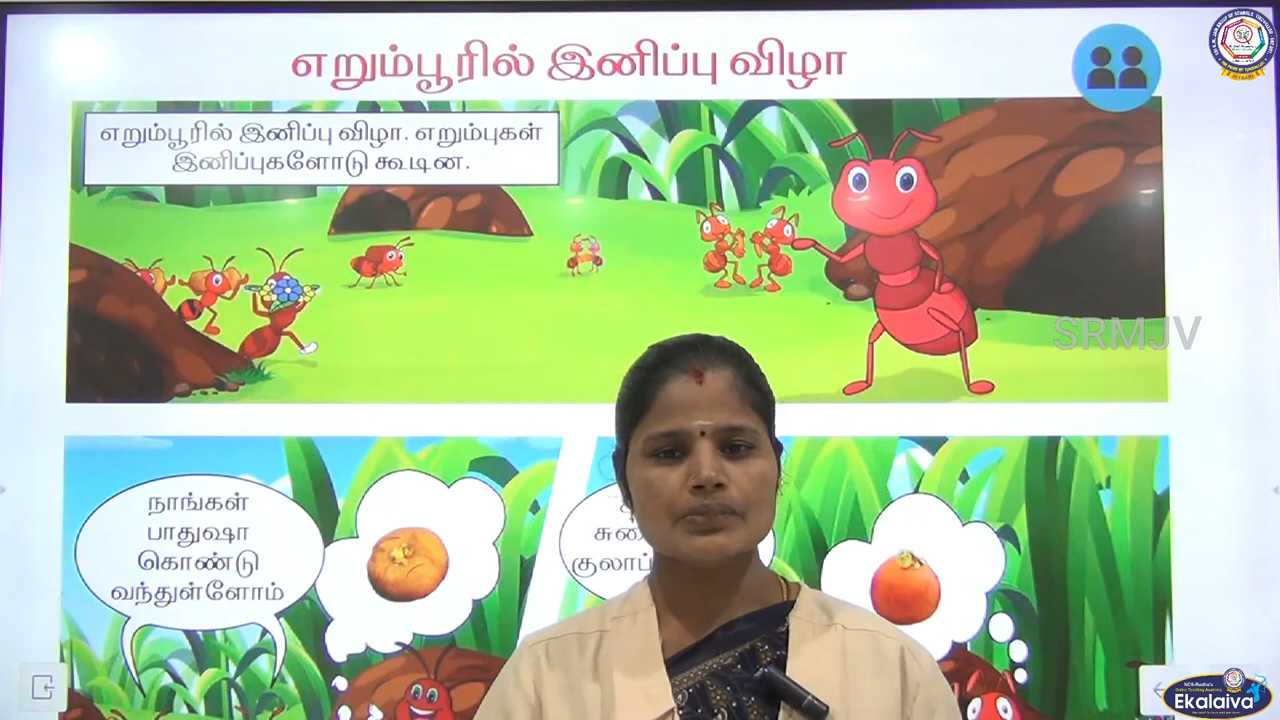 எறும்பூரில் இனிப்பு விழா
எறும்பூரில் இனிப்பு விழா. எறும்புகள்
இனிப்புகளோடு கூடின.
SRMJV
நாங்கள்
பாதுஷா
கொண்டு
வந்துள்ளோம்
Ekalaiva